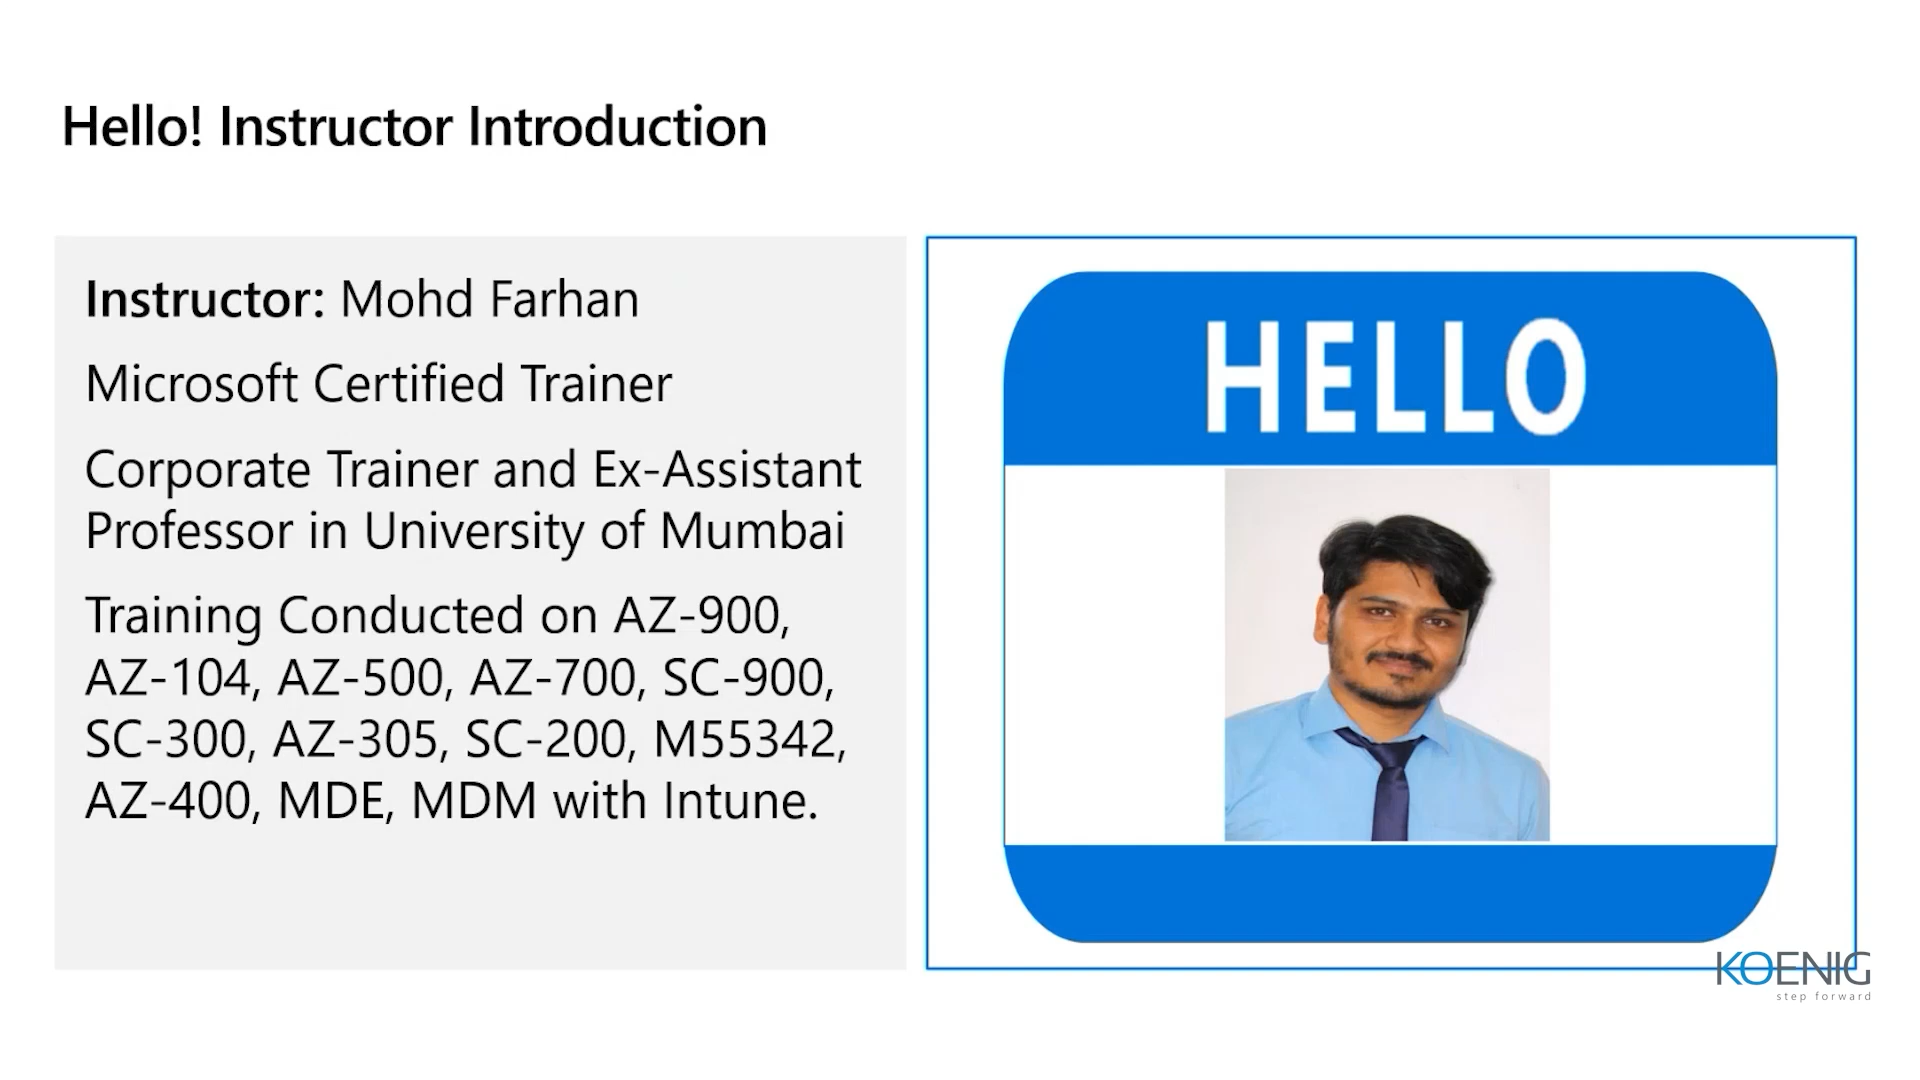 Hello! Instructor Introduction
Instructor: Mohd Farhan
Microsoft Certified Trainer
Corporate Trainer and Ex-Assistant
Professor in University of Mumbai
Training Conducted on AZ-900,
AZ-104, AZ-500, AZ-700, SC-900,
SC-300, AZ-305, SC-200, M55342,
AZ-400, MDE, MDM with Intune.
HELLO
KOENIG
step forward